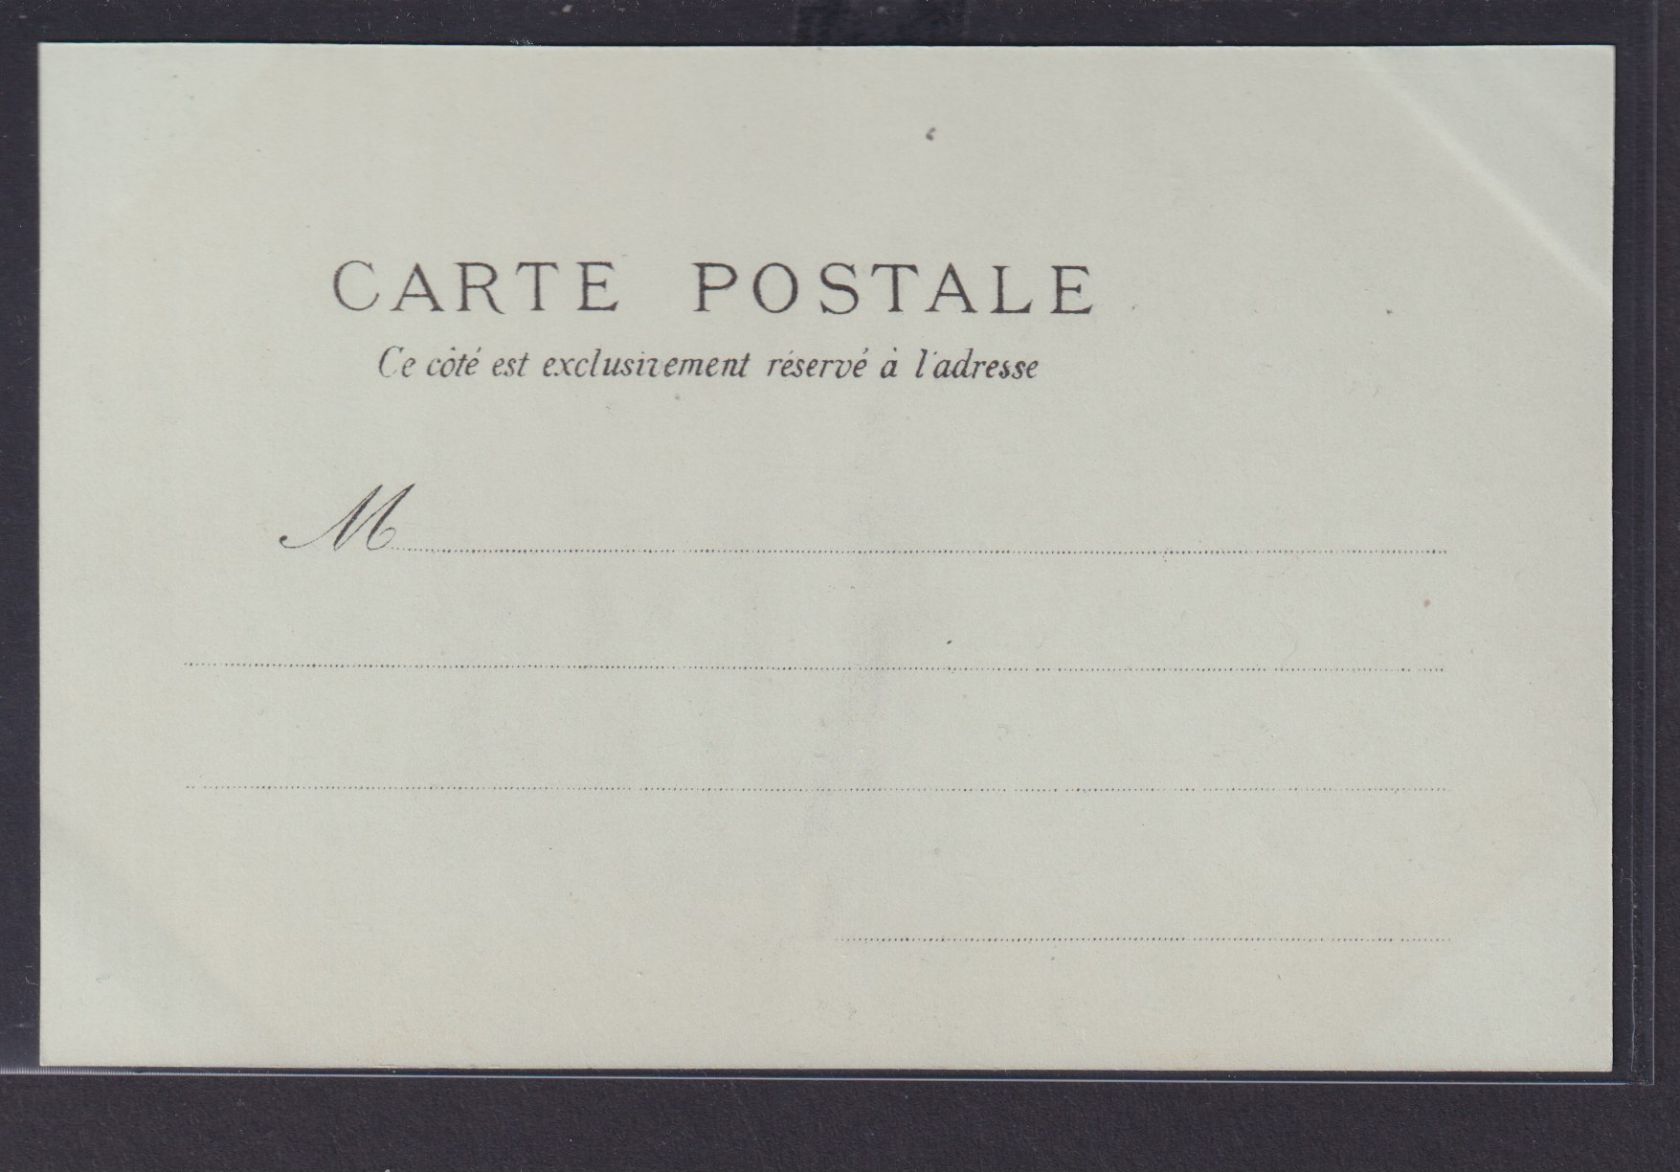 CARTE POSTALE
Ce côté est exclusivement réservé à l'adresse
M